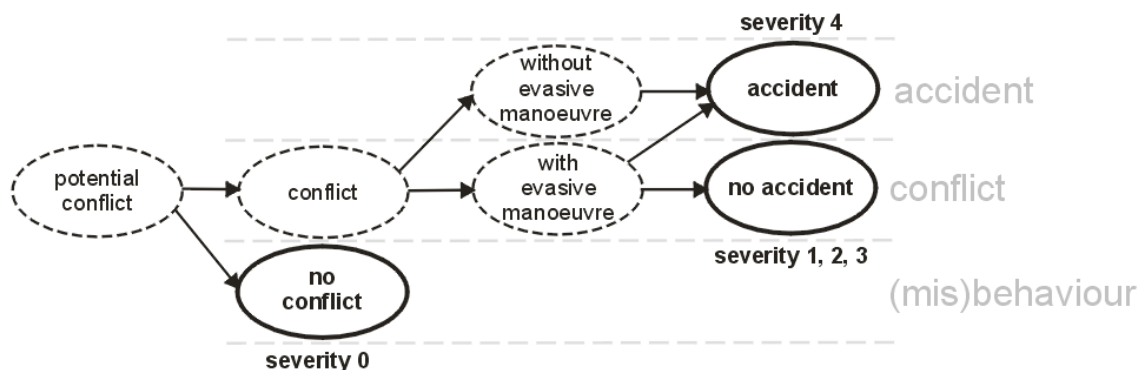 severity 4
without
evasive
manoeuvre
accident
accident
potential
conflict
conflict
with
evasive
manoeuvre
no accident
conflict
severity 1, 2, 3
no
conflict
(mis)behaviour
severity 0